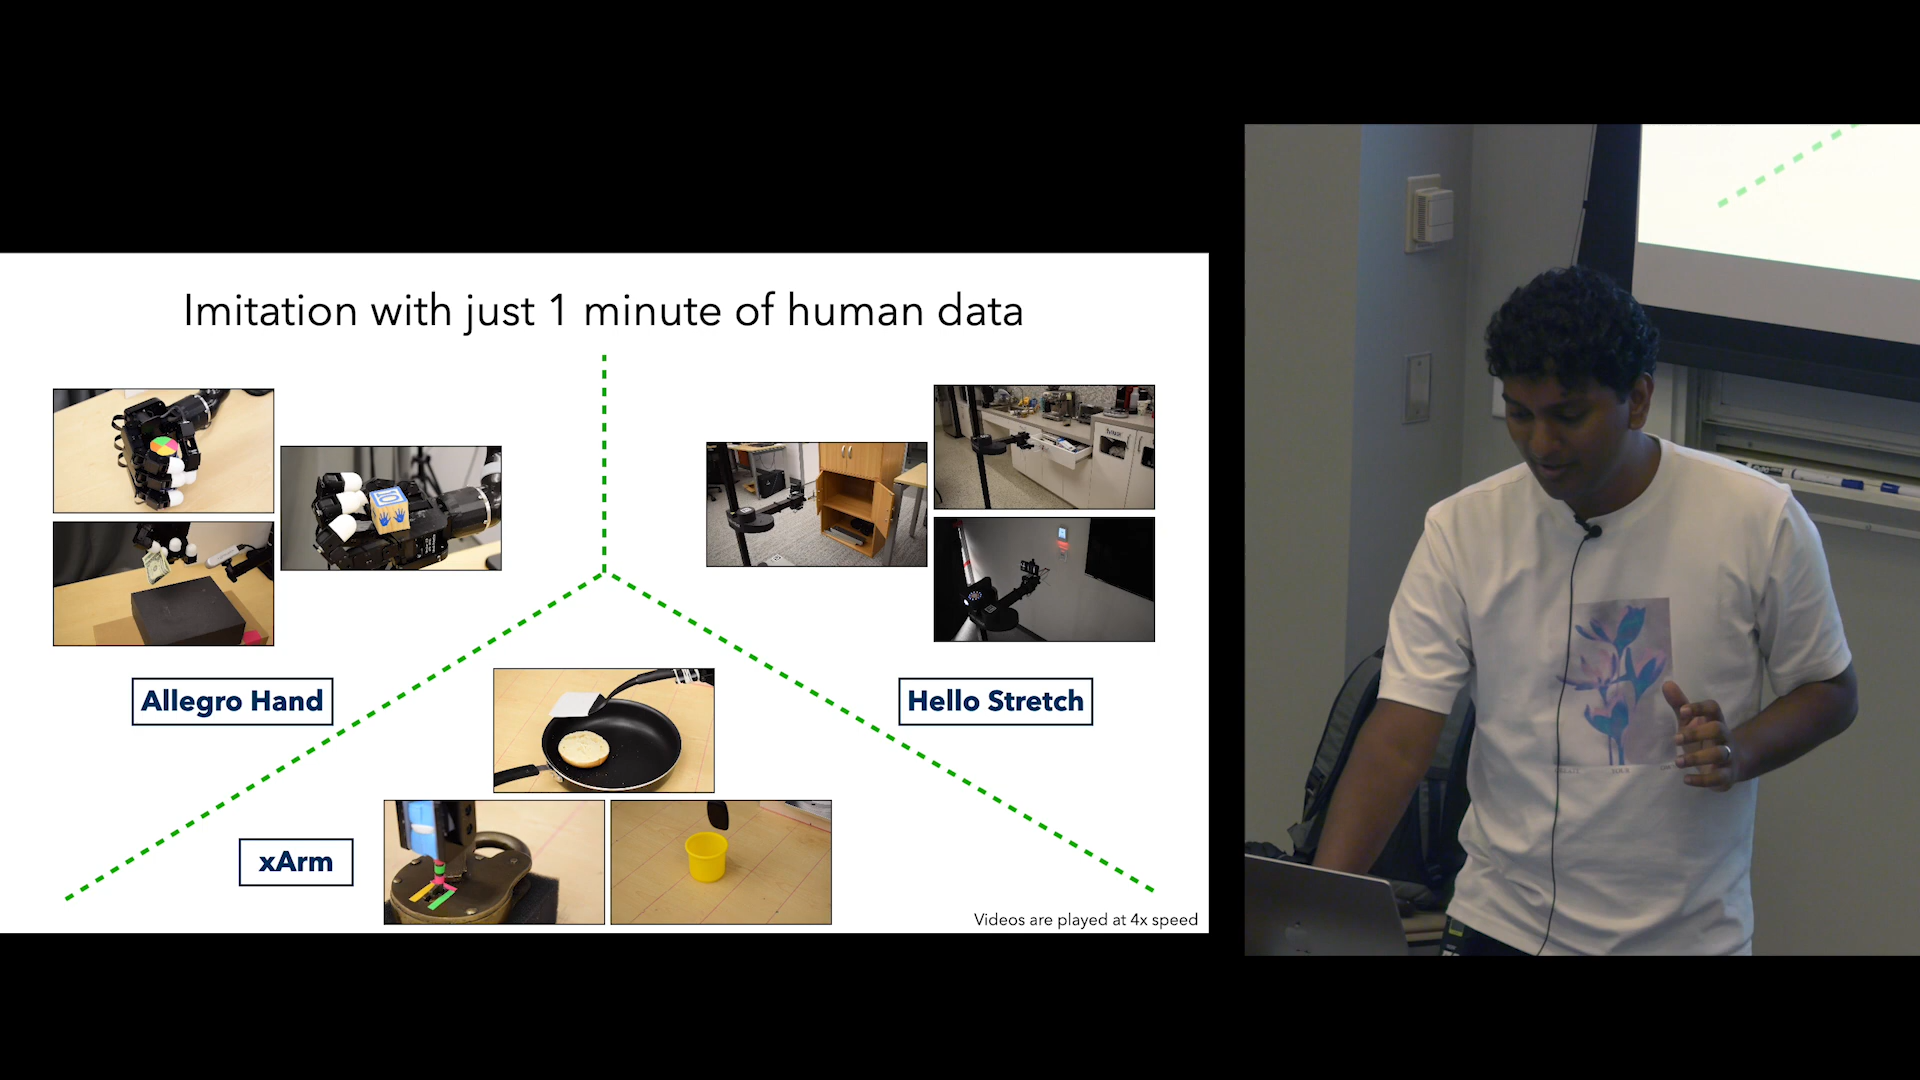 Imitation with just 1 minute of human data
Allegro Hand
Hello Stretch
xArm
Videos are played at 4x speed